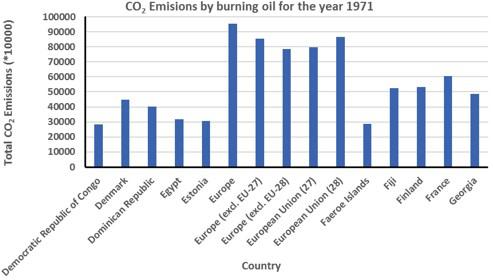 CO2 Emisions by burning oil for the year 1971
Total CO2 Emissions (*10000)
100000
90000
80000
70000
60000
50000
40000
30000
20000
10000
0
Democratic Republic of Congo
Denmark
Dominican Republic
Egypt
Estonia
Europe
Europe (excl. EU-27)
Europe (excl. EU-28)
European Union (27)
European Union (28)
Faeroe Islands
Fiji
Finland
France
Georgia
Country